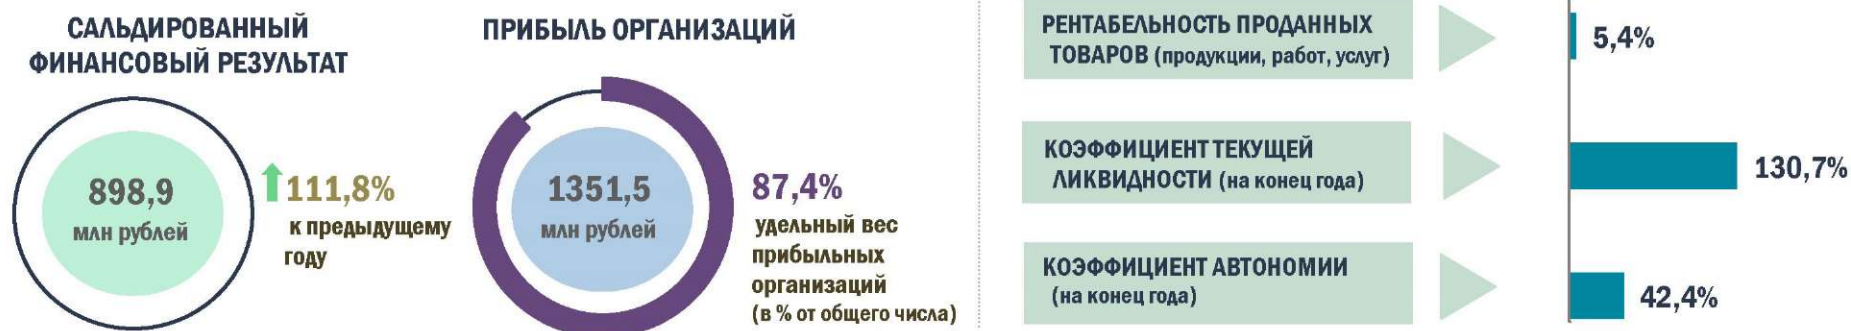 САЛЬДИРОВАННЫЙ
ФИНАНСОВЫЙ РЕЗУЛЬТАТ
898,9
млн рублей
111,8%
к предыдущему
году
ПРИБЫЛЬ ОРГАНИЗАЦИЙ
1351,5
млн рублей
87,4%
удельный вес
прибыльных
организаций
(в % от общего числа)
РЕНТАБЕЛЬНОСТЬ ПРОДАННЫХ
ТОВАРОВ (продукции, работ, услуг)
5,4%
КОЭФФИЦИЕНТ ТЕКУЩЕЙ
ЛИКВИДНОСТИ (на конец года)
130,7%
КОЭФФИЦИЕНТ АВТОНОМИИ
(на конец года)
42,4%